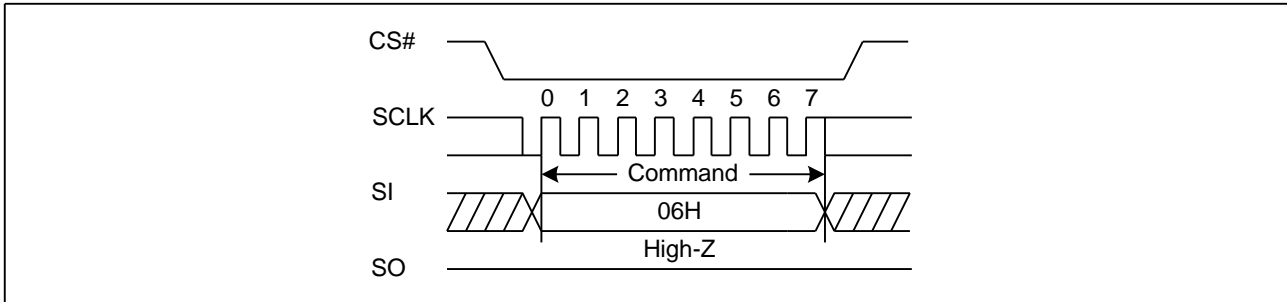 CS#
0 1 2 3 4 5 6 7
SCLK
Command
SI
06H
High-Z
SO